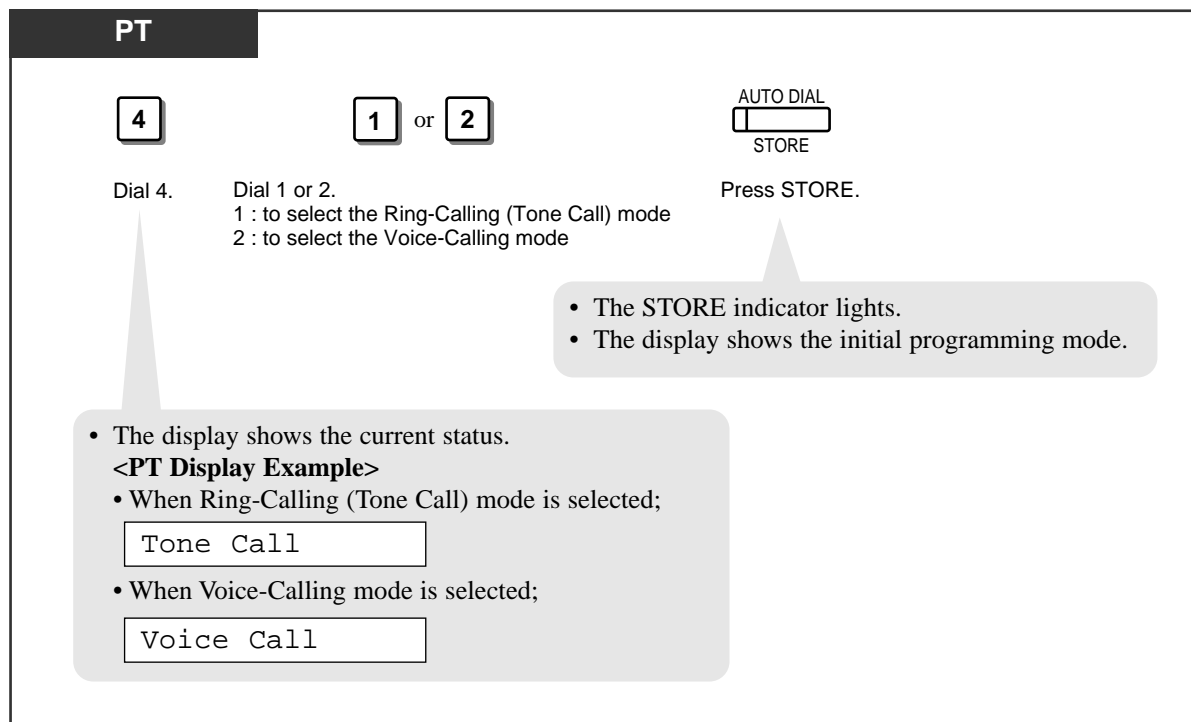 PT
4
1 or 2
AUTO DIAL
STORE
Dial 4.
Dial 1 or 2.
1 : to select the Ring-Calling (Tone Call) mode
2 : to select the Voice-Calling mode
Press STORE.
• The STORE indicator lights.
• The display shows the initial programming mode.
• The display shows the current status.
<PT Display Example>
• When Ring-Calling (Tone Call) mode is selected;
Tone Call
• When Voice-Calling mode is selected;
Voice Call